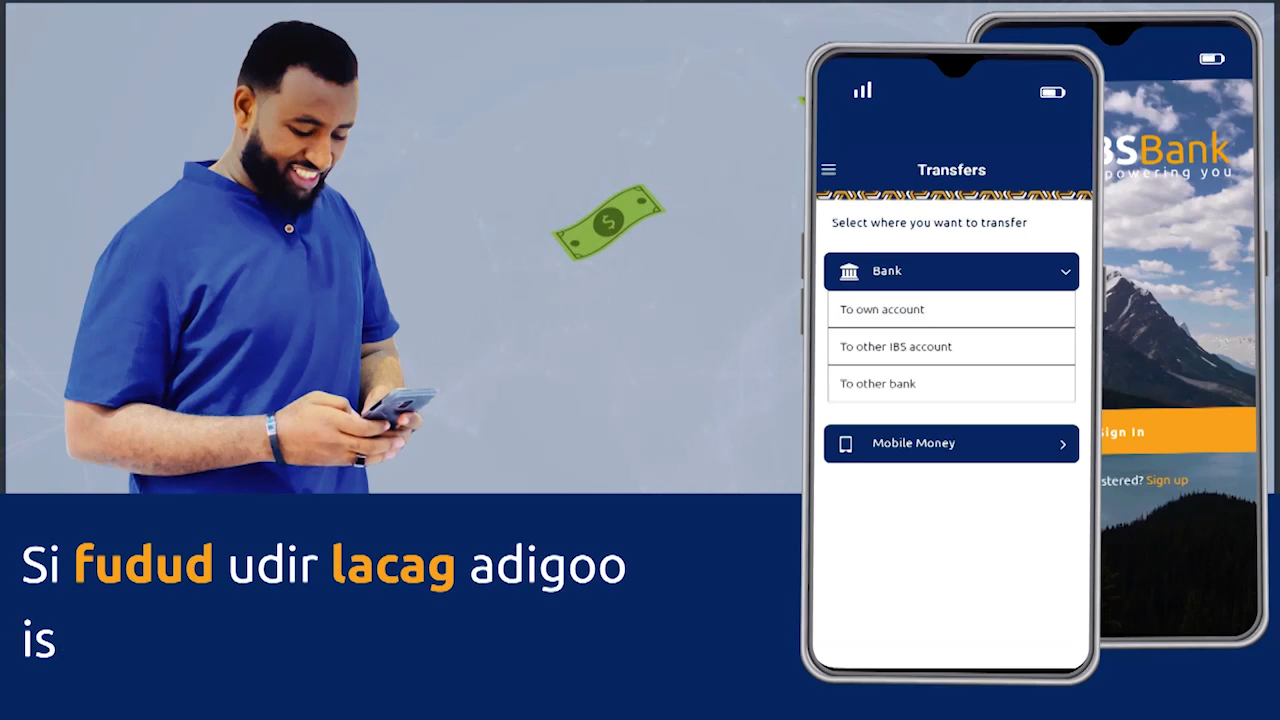 Transfers
Select where you want to transfer
Bank
To own account
To other IBS account
To other bank
Mobile Money
BSBank
powering you
Sign In
stered? Sign up
Si fudud udir lacag adigoo
is